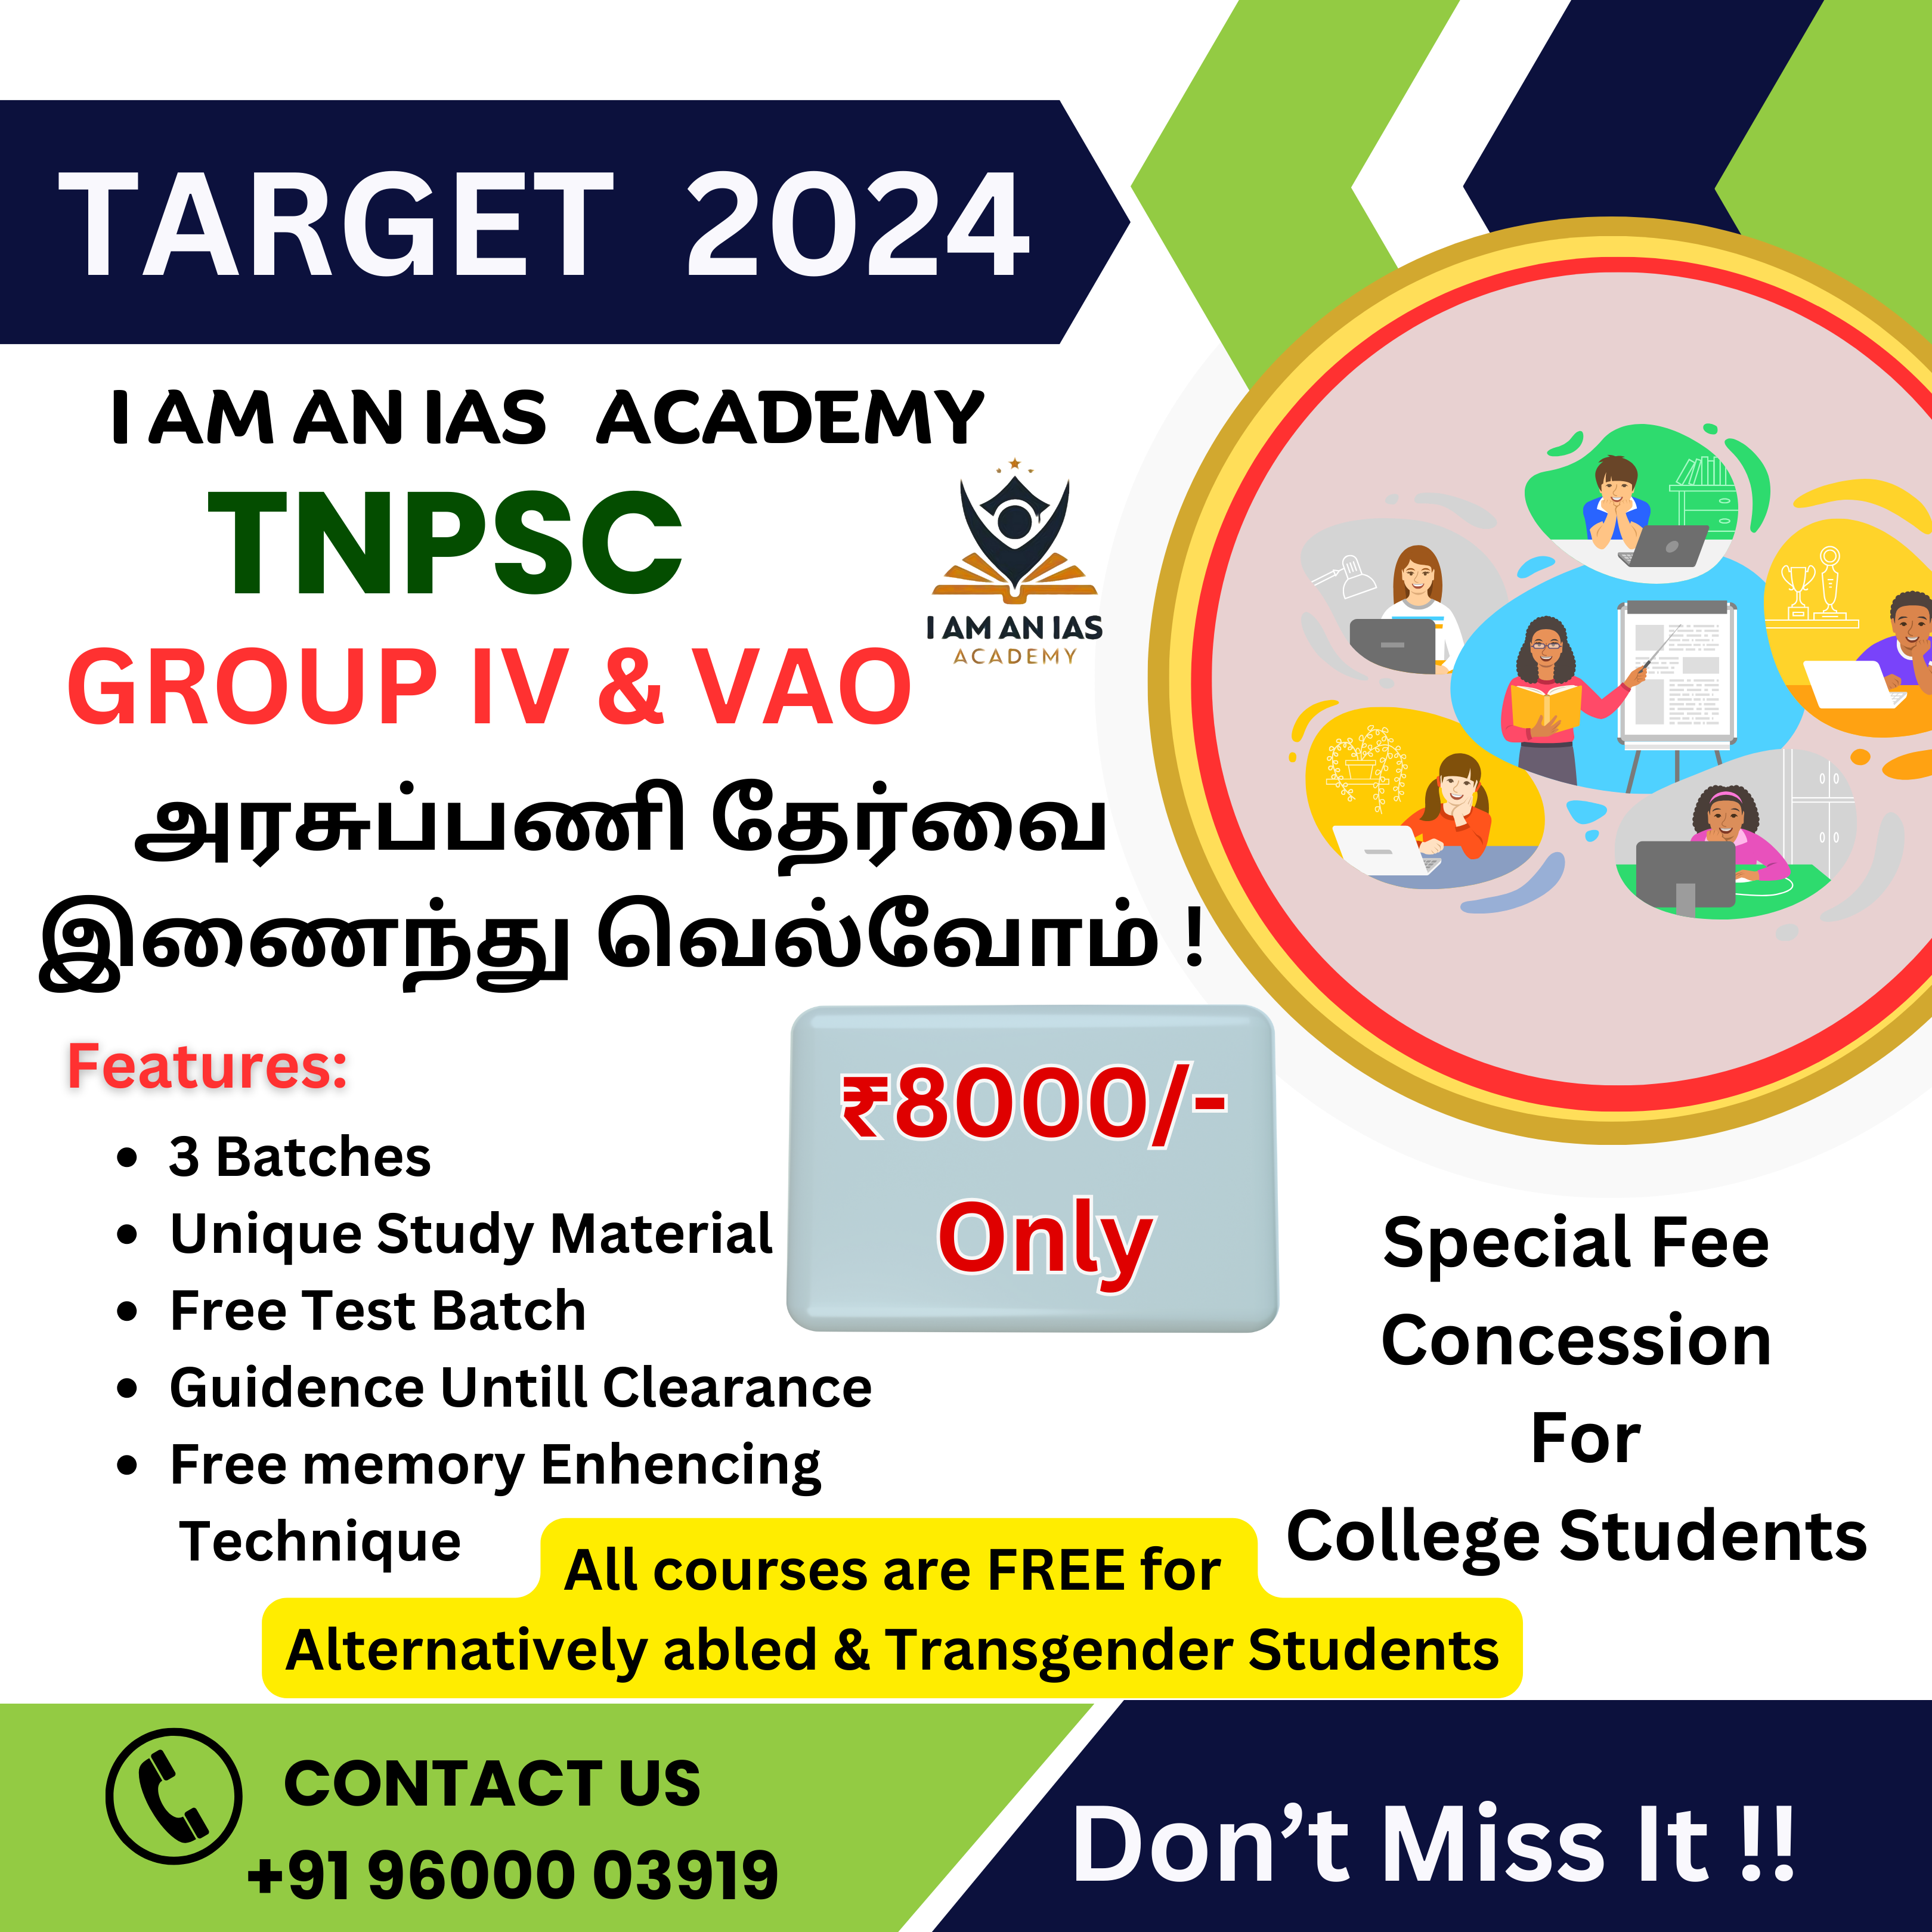 TARGET 2024
I AM AN IAS ACADEMY
TNPSC
I AM AN IAS
ACADEMY
GROUP IV & VAO
அரசுப்பணி தேர்வை
இணைந்து வெல்வோம் !
Features:
• 3 Batches
• Unique Study Material
• Free Test Batch
• Guidence Untill Clearance
• Free memory Enhencing
Technique
₹8000/-
Only
Special Fee
Concession
For
College Students
All courses are FREE for
Alternatively abled & Transgender Students
CONTACT US
+91 96000 03919
Don’t Miss It !!